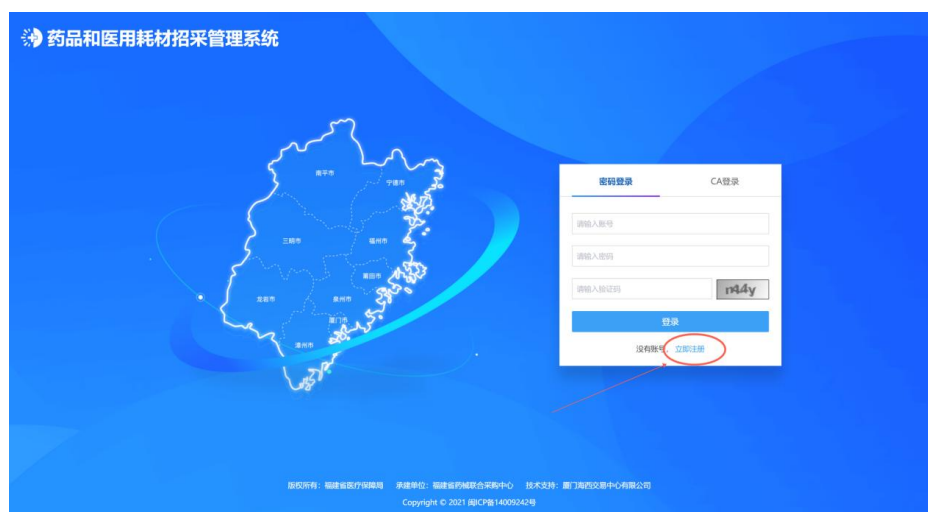 药品和医用耗材招采管理系统
南平市
宁德市
三明市
福州市
莆田市
龙岩市
泉州市
厦门市
漳州市
密码登录 CA登录
请输入账号
请输入密码
请输入验证码 n44y
登录
没有账号, 立即注册
版权所有：福建省医疗保障局 承建单位：福建省药械联合采购中心 技术支持：厦门海西交易中心有限公司
Copyright © 2021 闽ICP备14009242号